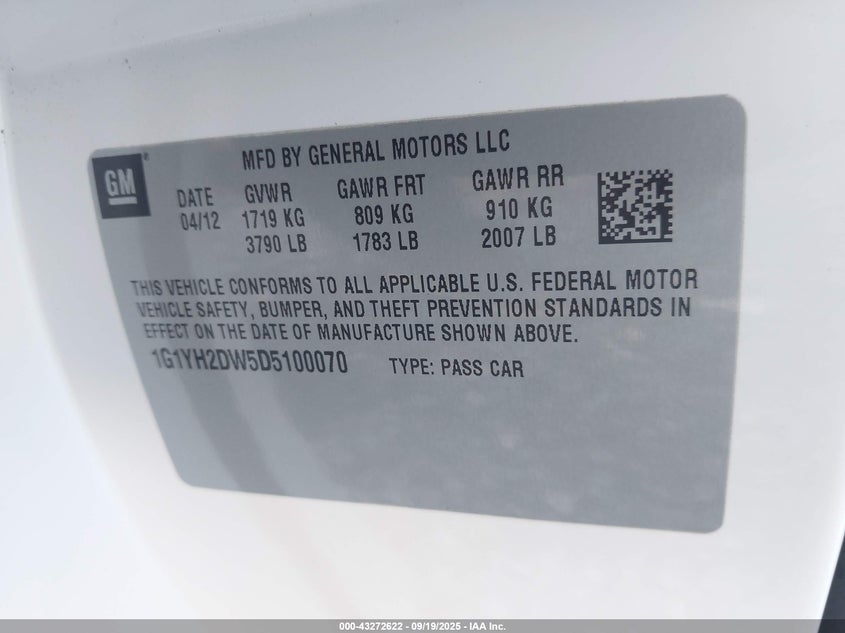 GM
MFD BY GENERAL MOTORS LLC
DATE GVWR GAWR FRT GAWR RR
04/12 1719 KG 809 KG 910 KG
3790 LB 1783 LB 2007 LB
THIS VEHICLE CONFORMS TO ALL APPLICABLE U.S. FEDERAL MOTOR
VEHICLE SAFETY, BUMPER, AND THEFT PREVENTION STANDARDS IN
EFFECT ON THE DATE OF MANUFACTURE SHOWN ABOVE.
1G1YH2DW5D5100070 TYPE: PASS CAR
000-43272622 - 09/19/2025 - IAA Inc.